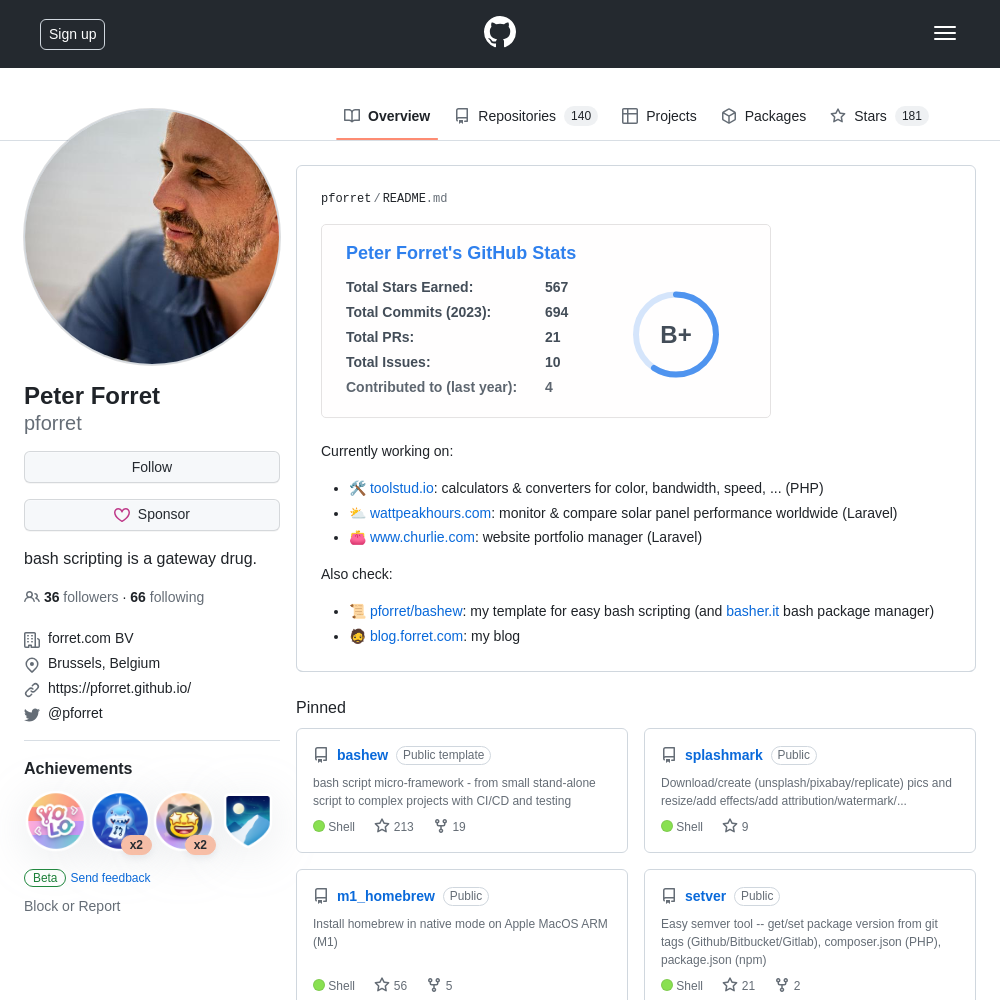 Sign up
Overview
Repositories 140
Projects
Packages
Stars 181
pforret/README.md
Peter Forret's GitHub Stats
Total Stars Earned: 567
Total Commits (2023): 694
Total PRs: 21
Total Issues: 10
Contributed to (last year): 4
B+
Currently working on:
toolstud.io: calculators & converters for color, bandwidth, speed, ... (PHP)
wattpeakhours.com: monitor & compare solar panel performance worldwide (Laravel)
www.churlie.com: website portfolio manager (Laravel)
Also check:
pforret/bashew: my template for easy bash scripting (and basher.it bash package manager)
blog.forret.com: my blog
Peter Forret
pforret
Follow
Sponsor
bash scripting is a gateway drug.
36 followers · 66 following
forret.com BV
Brussels, Belgium
https://pforret.github.io/
@pforret
Achievements
YOLO
x2
x2
Beta Send feedback
Block or Report
Pinned
bashew Public template
bash script micro-framework - from small stand-alone
script to complex projects with CI/CD and testing
Shell 213 19
splashmark Public
Download/create (unsplash/pixabay/replicate) pics and
resize/add effects/add attribution/watermark/...
Shell 9
m1_homebrew Public
Install homebrew in native mode on Apple MacOS ARM
(M1)
Shell 56 5
setver Public
Easy semver tool -- get/set package version from git
tags (Github/Bitbucket/Gitlab), composer.json (PHP),
package.json (npm)
Shell 21 2